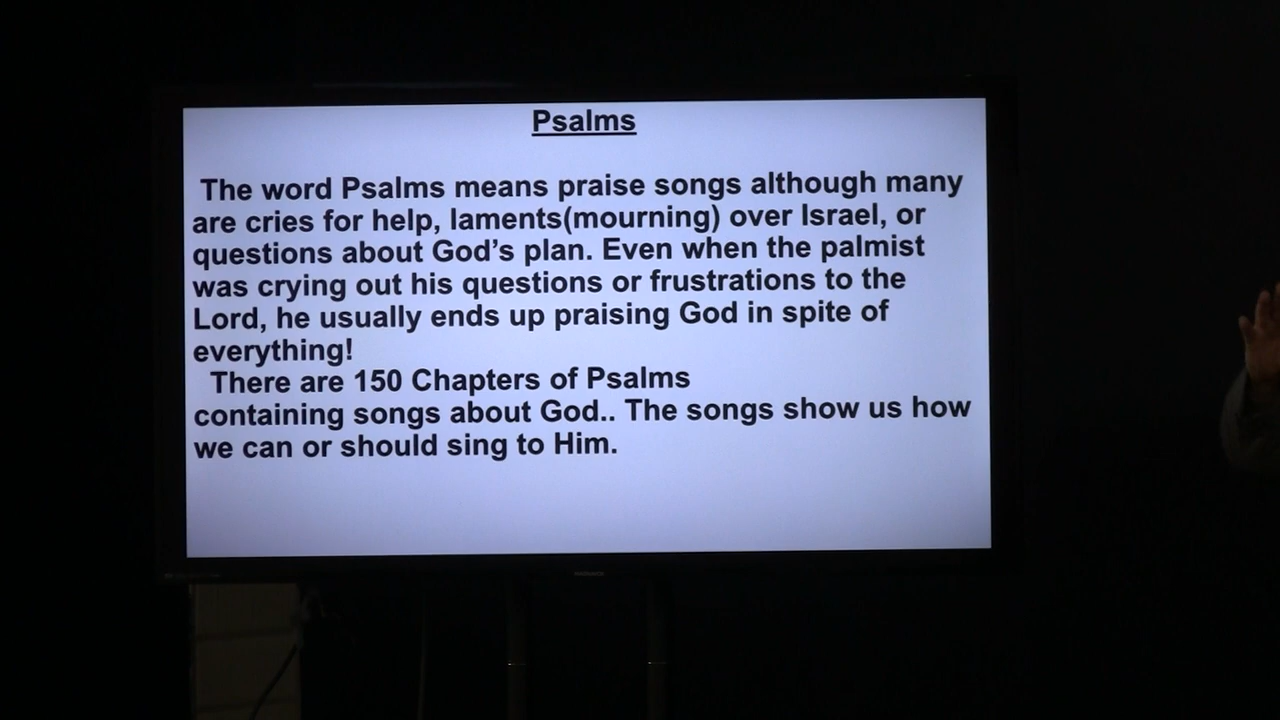 Psalms
The word Psalms means praise songs although many
are cries for help, laments(mourning) over Israel, or
questions about God’s plan. Even when the palmist
was crying out his questions or frustrations to the
Lord, he usually ends up praising God in spite of
everything!
There are 150 Chapters of Psalms
containing songs about God.. The songs show us how
we can or should sing to Him.